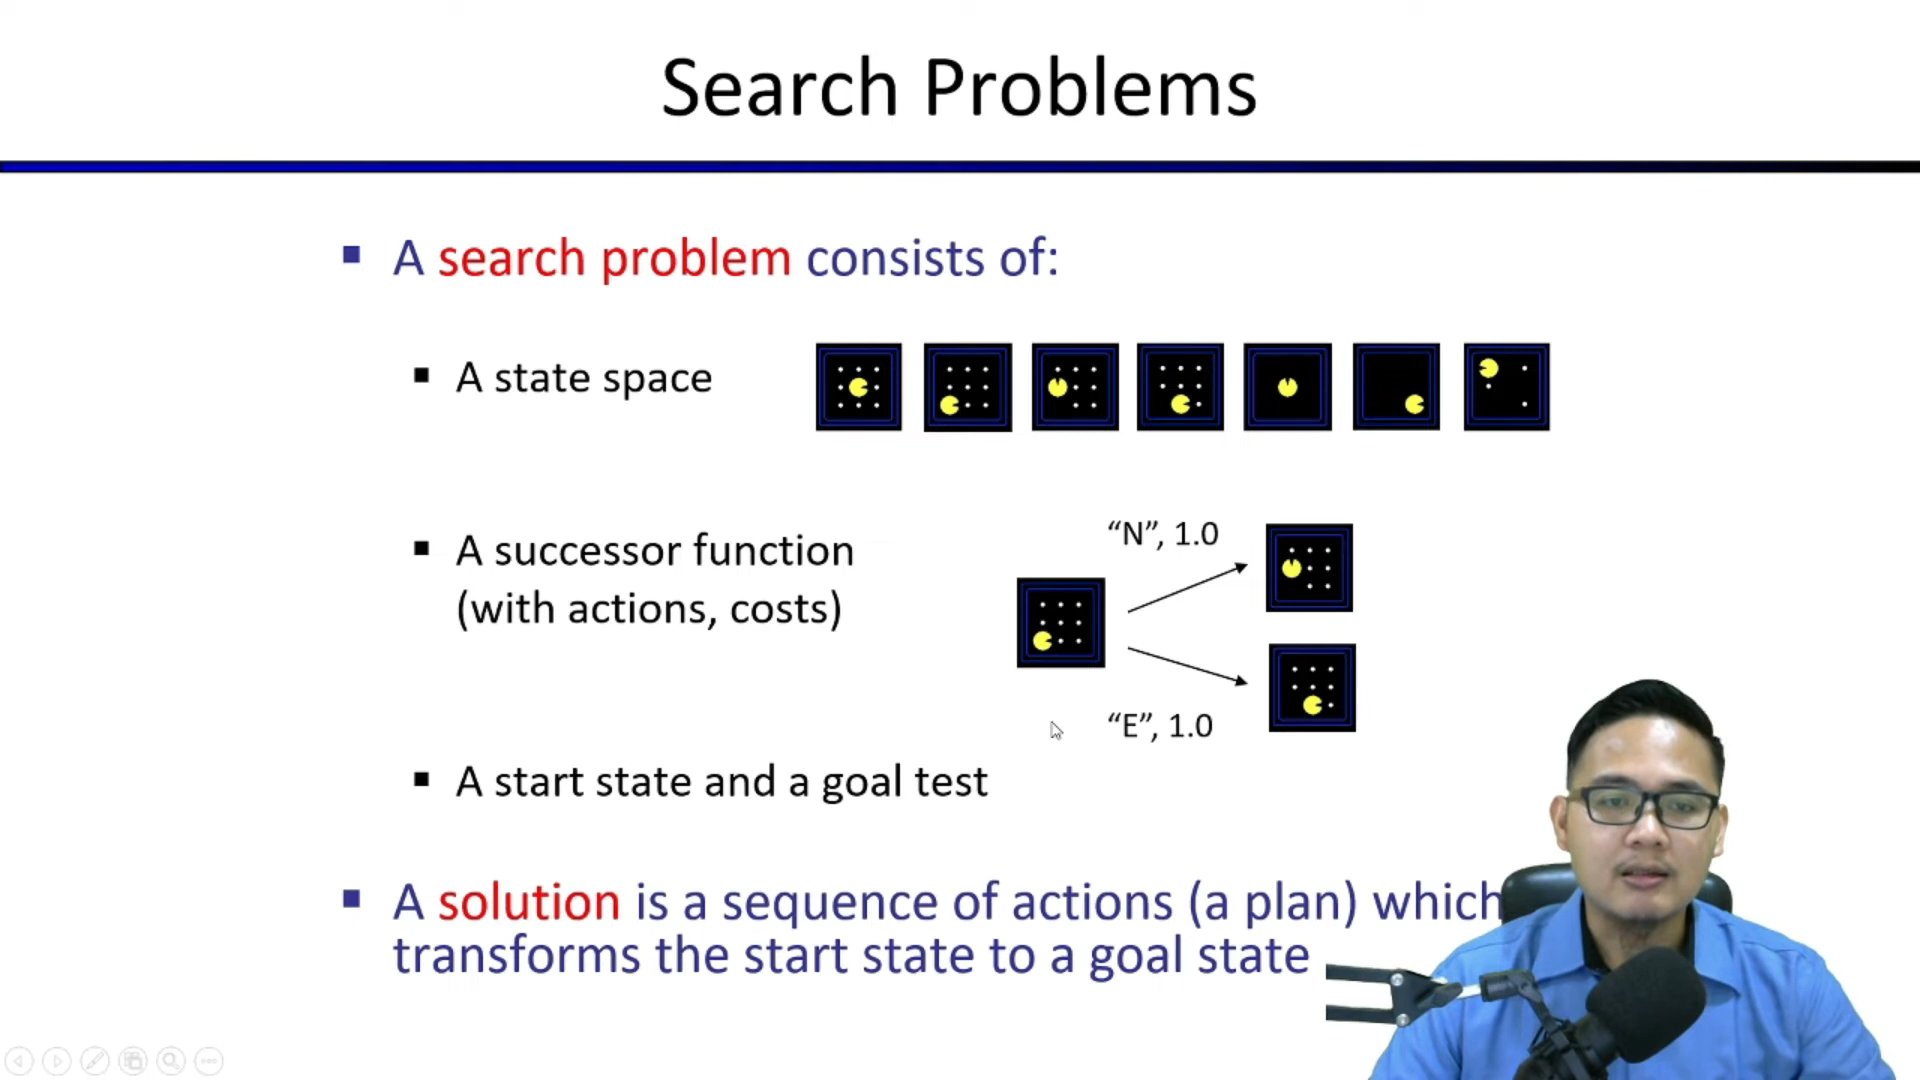 Search Problems
A search problem consists of:
A state space
A successor function
(with actions, costs)
“N”, 1.0
“E”, 1.0
A start state and a goal test
A solution is a sequence of actions (a plan) which
transforms the start state to a goal state